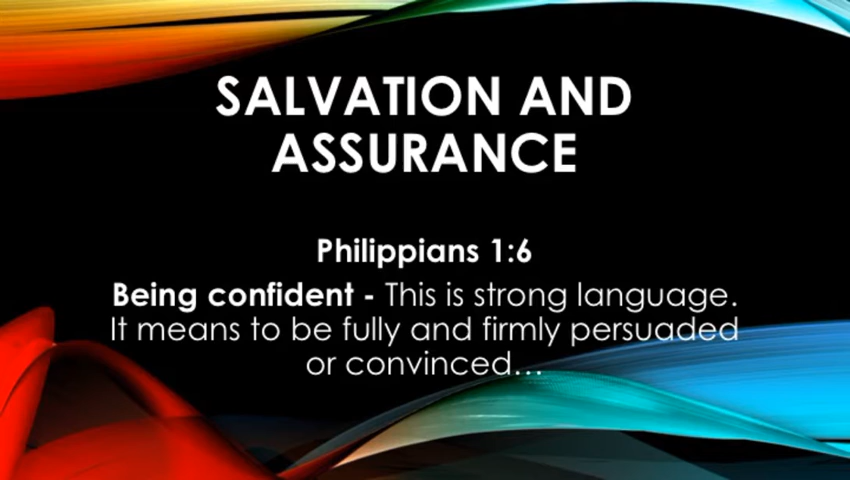 SALVATION AND
ASSURANCE
Philippians 1:6
Being confident - This is strong language.
It means to be fully and firmly persuaded
or convinced…